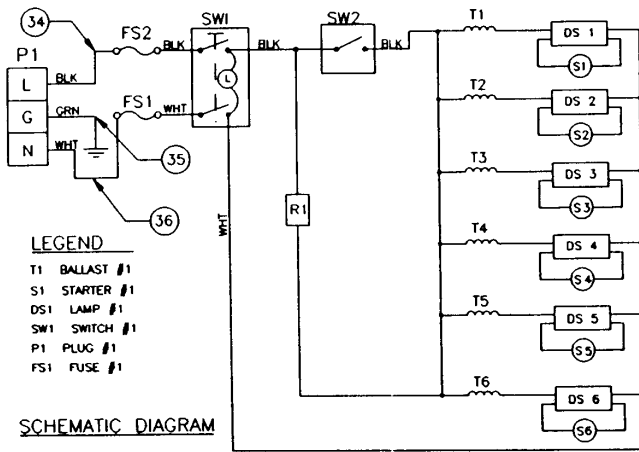 34
FS2
SW1
SW2
BLK
BLK
BLK
P1
L
BLK
G
GRN
N
WHT
FS1
WHT
L
35
36
WHT
R1
T1
DS 1
S1
T2
DS 2
S2
T3
DS 3
S3
T4
DS 4
S4
T5
DS 5
S5
T6
DS 6
S6
LEGEND
T1 BALLAST #1
S1 STARTER #1
DS1 LAMP #1
SW1 SWITCH #1
P1 PLUG #1
FS1 FUSE #1
SCHEMATIC DIAGRAM